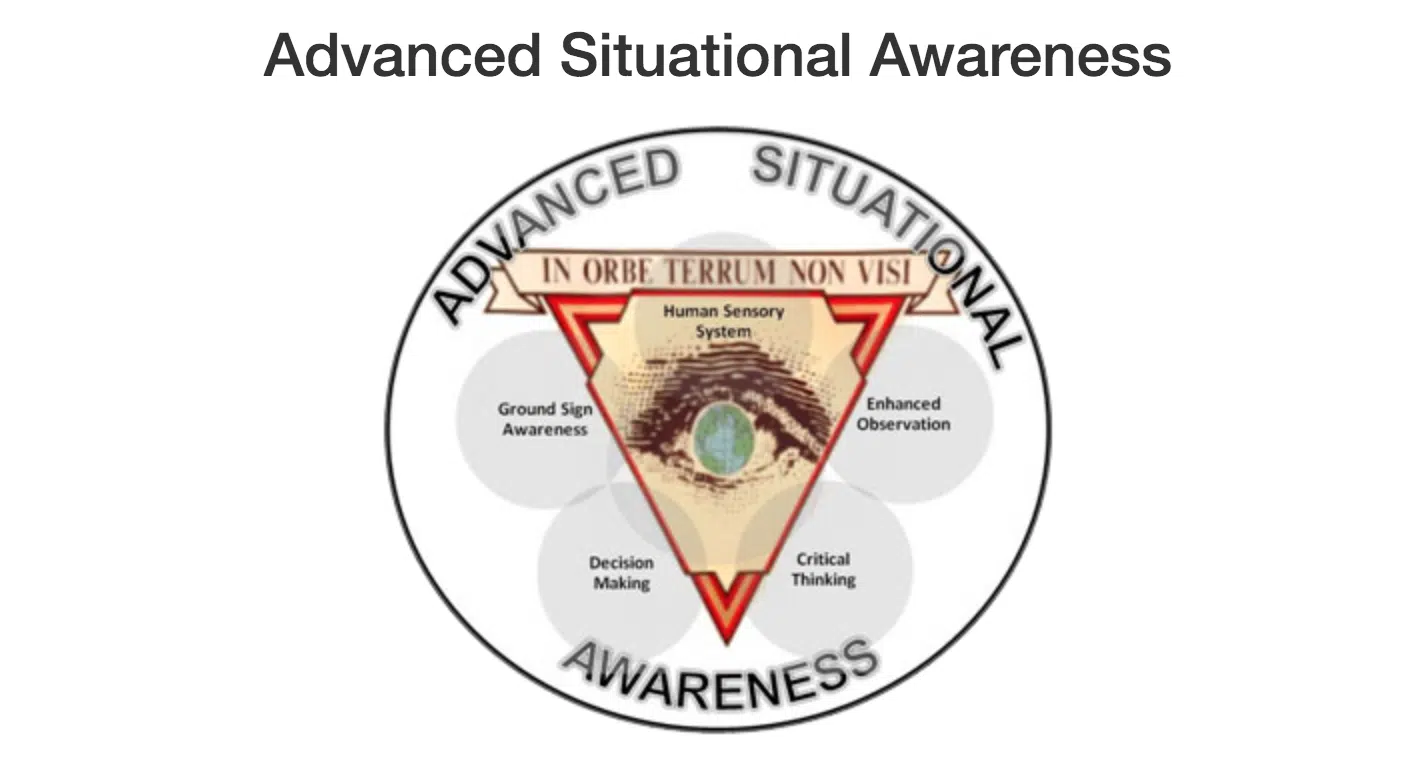 Advanced Situational Awareness
ADVANCED SITUATIONAL
IN ORBE TERRUM NON VISI
Human Sensory
System
Ground Sign
Awareness
Enhanced
Observation
Decision
Making
Critical
Thinking
AWARENESS